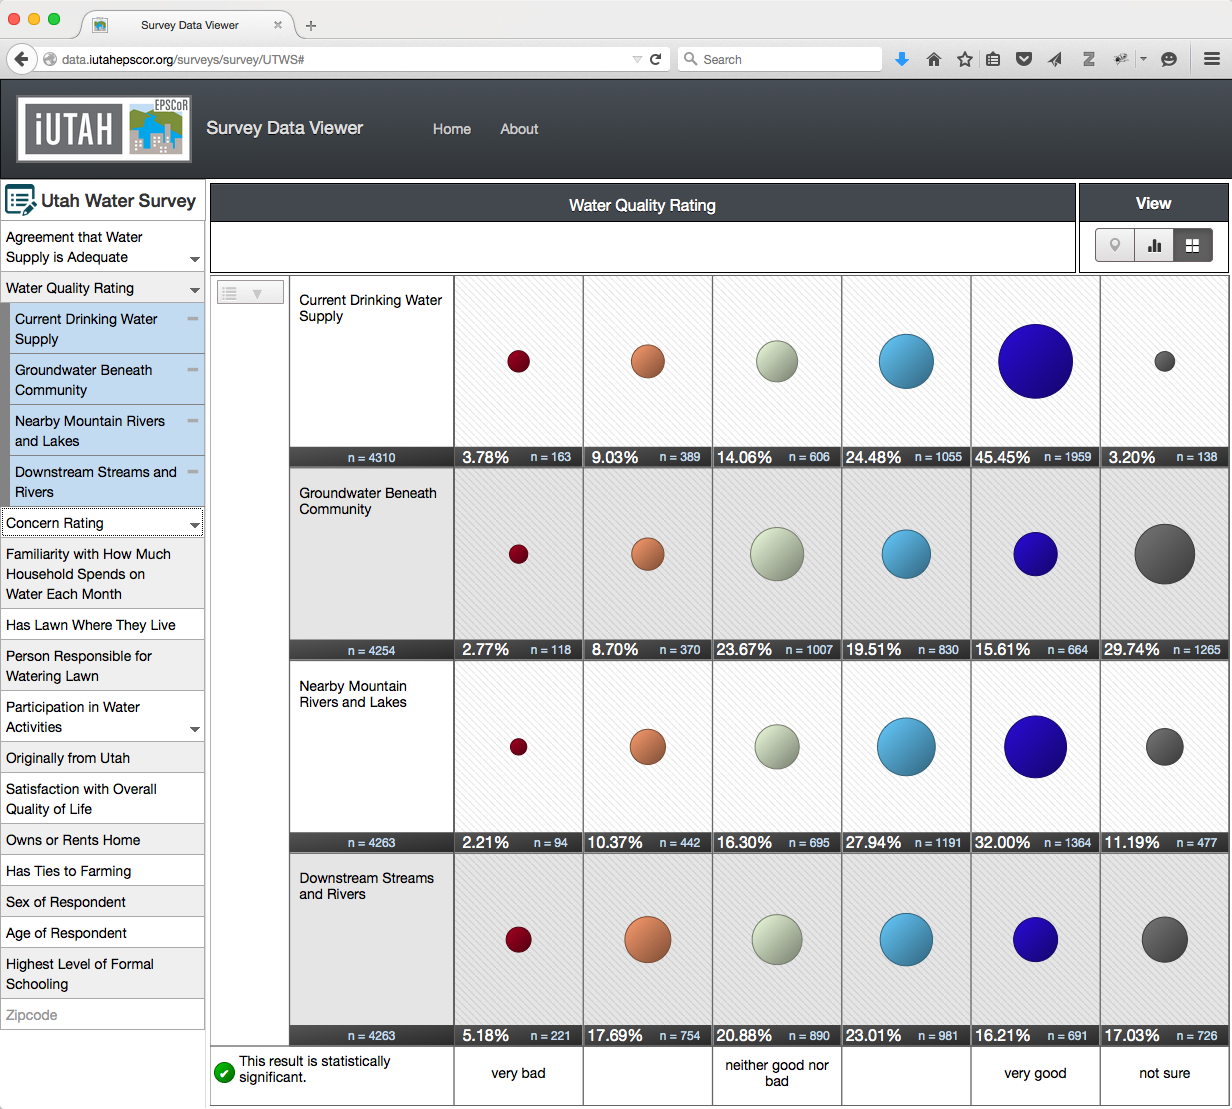 Survey Data Viewer
data.iutahepscor.org/surveys/survey/UTWS#
Search
iUTAH
EPSCoR
Survey Data Viewer
Home
About
Utah Water Survey
Agreement that Water
Supply is Adequate
Water Quality Rating
Current Drinking Water
Supply
Groundwater Beneath
Community
Nearby Mountain Rivers
and Lakes
Downstream Streams and
Rivers
Concern Rating
Familiarity with How Much
Household Spends on
Water Each Month
Has Lawn Where They Live
Person Responsible for
Watering Lawn
Participation in Water
Activities
Originally from Utah
Satisfaction with Overall
Quality of Life
Owns or Rents Home
Has Ties to Farming
Sex of Respondent
Age of Respondent
Highest Level of Formal
Schooling
Zipcode
Water Quality Rating
View
Current Drinking Water
Supply
n = 4310
3.78% n = 163
9.03% n = 389
14.06% n = 606
24.48% n = 1055
45.45% n = 1959
3.20% n = 138
Groundwater Beneath
Community
n = 4254
2.77% n = 118
8.70% n = 370
23.67% n = 1007
19.51% n = 830
15.61% n = 664
29.74% n = 1265
Nearby Mountain
Rivers and Lakes
n = 4263
2.21% n = 94
10.37% n = 442
16.30% n = 695
27.94% n = 1191
32.00% n = 1364
11.19% n = 477
Downstream Streams
and Rivers
n = 4263
5.18% n = 221
17.69% n = 754
20.88% n = 890
23.01% n = 981
16.21% n = 691
17.03% n = 726
This result is statistically
significant.
very bad
neither good nor
bad
very good
not sure